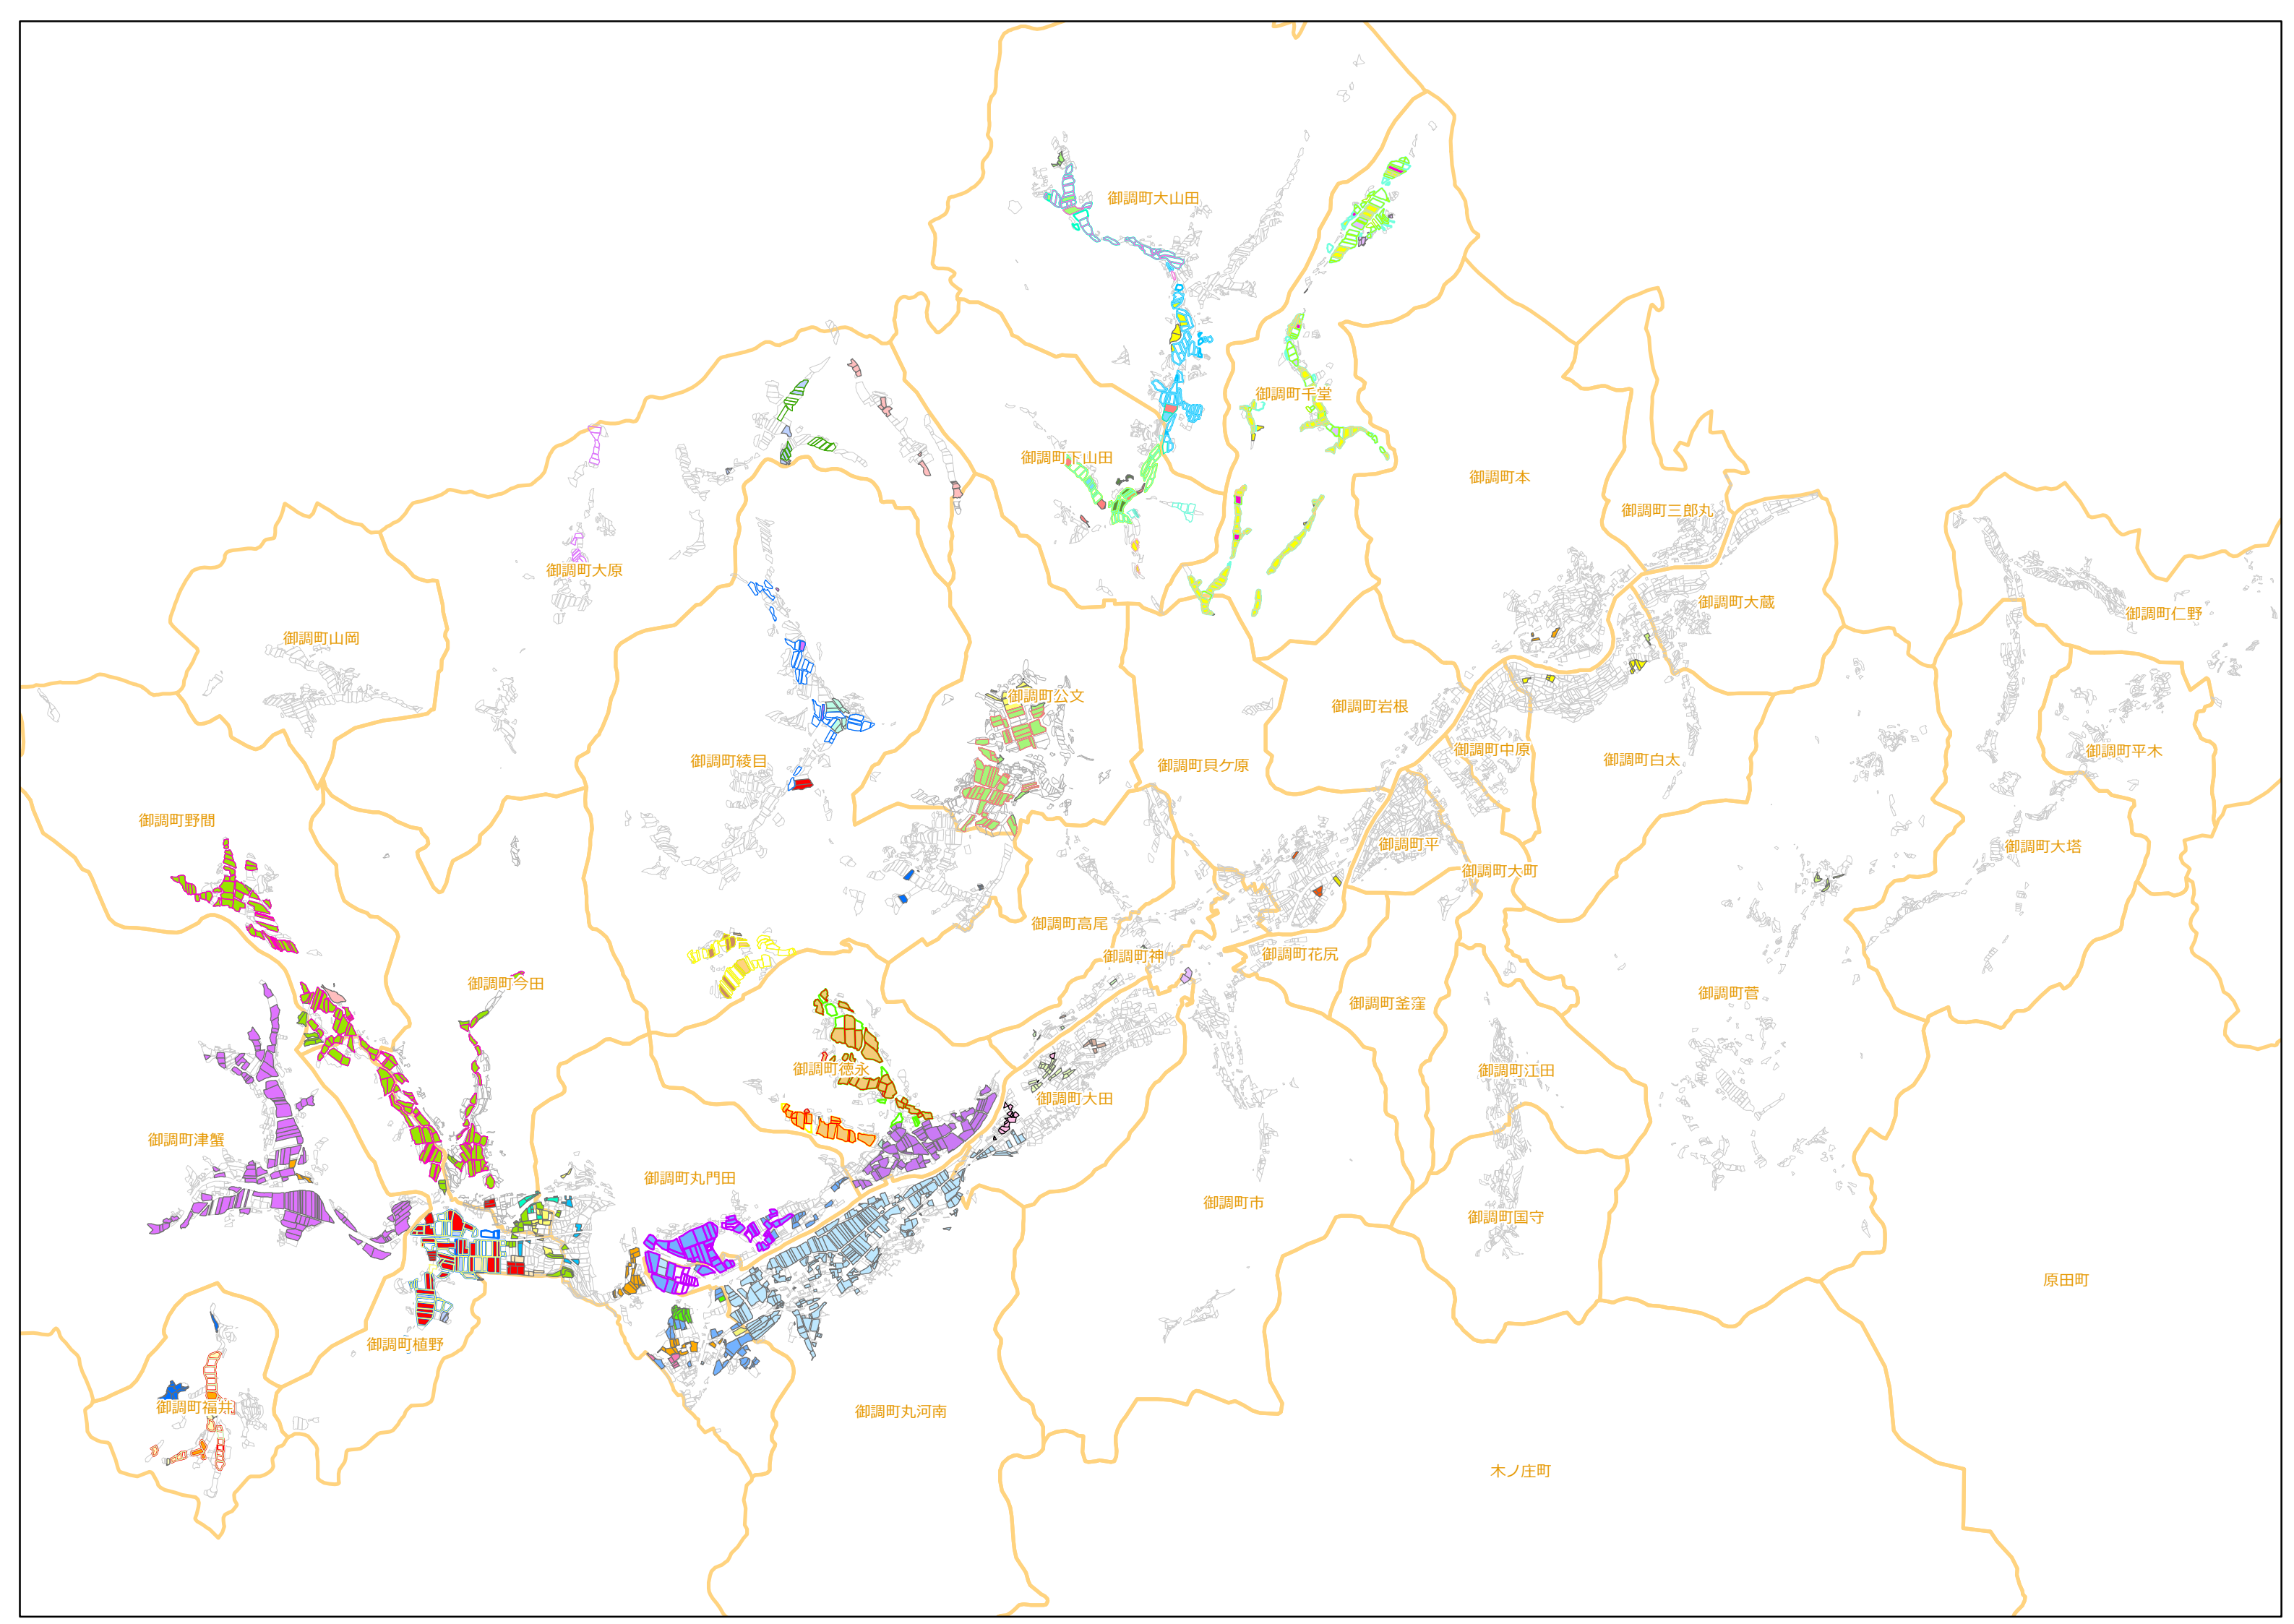 御調町大山田
御調町千堂
御調町下山田
御調町本
御調町三郎丸
御調町大原
御調町大蔵
御調町仁野
御調町山岡
御調町公文
御調町岩根
御調町中原
御調町平木
御調町綾目
御調町貝ケ原
御調町白太
御調町野間
御調町平
御調町大塔
御調町大町
御調町高尾
御調町神
御調町花尻
御調町今田
御調町菅
御調町釜窪
御調町徳永
御調町江田
御調町大田
御調町津蟹
御調町丸門田
御調町市
御調町国守
原田町
御調町植野
御調町福井
御調町丸河南
木ノ庄町